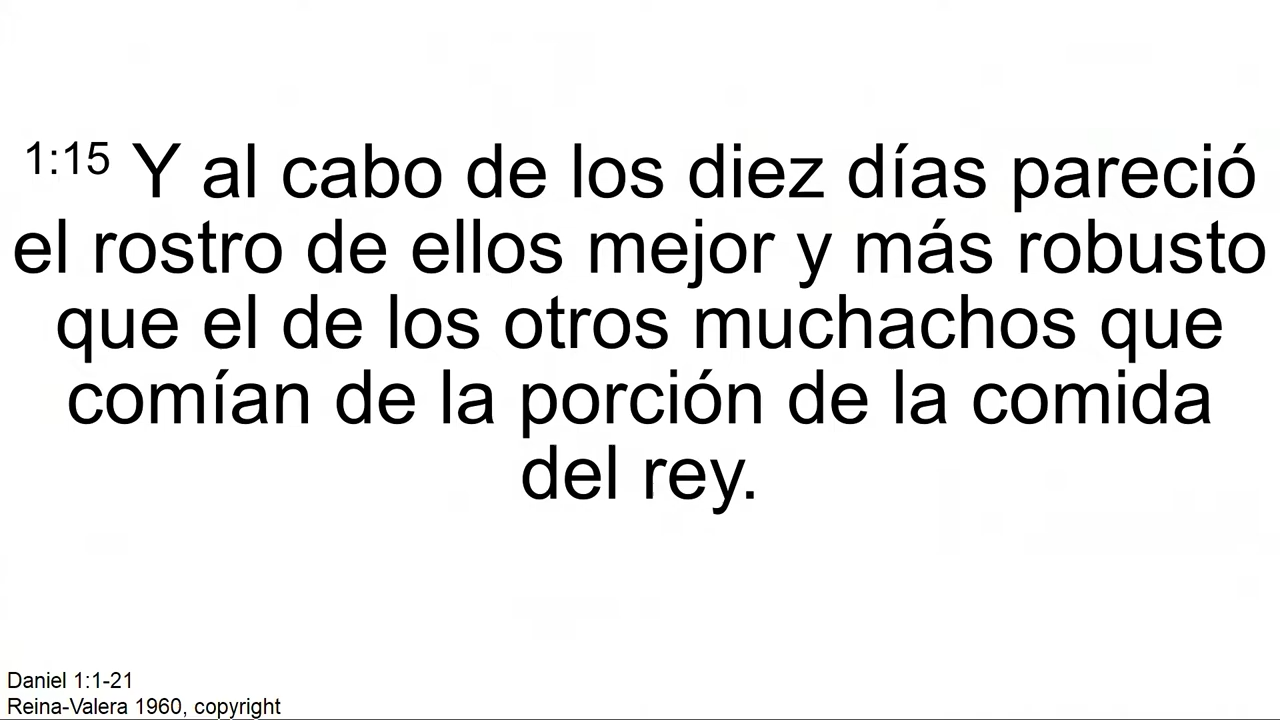 1:15 Y al cabo de los diez días pareció
el rostro de ellos mejor y más robusto
que el de los otros muchachos que
comían de la porción de la comida
del rey.
Daniel 1:1-21
Reina-Valera 1960, copyright